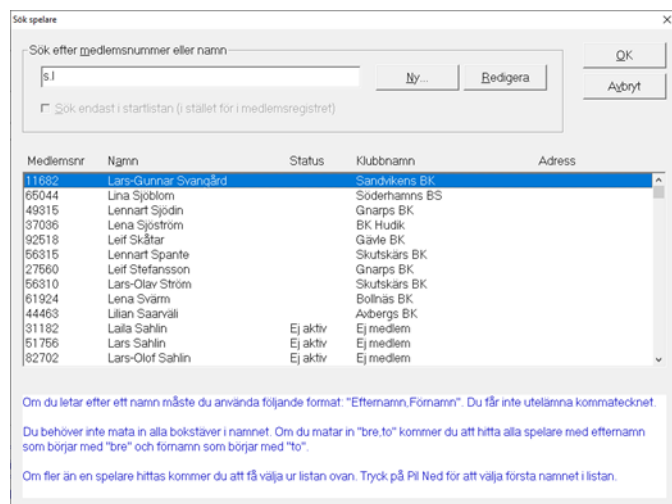 Sök spelare
Sök efter medlemsnummer eller namn
s.l
Ny...
Redigera
OK
Avbryt
Sök endast i startlistan (i stället för i medlemsregistret)
Medlemsnr Namn Status Klubbnamn Adress
11682 Lars-Gunnar Svangård Sandvikens BK
65044 Lina Sjöblom Söderhamns BS
49315 Lennart Sjödin Gnarps BK
37036 Lena Sjöström BK Hudik
92518 Leif Skåtar Gävle BK
56315 Lennart Spante Skutskärs BK
27560 Leif Stefansson Gnarps BK
56310 Lars-Olav Ström Skutskärs BK
61924 Lena Svärm Bollnäs BK
44463 Lilian Saarväli Axbergs BK
31182 Laila Sahlin Ej aktiv Ej medlem
51756 Lars Sahlin Ej aktiv Ej medlem
82702 Lars-Olof Sahlin Ej aktiv Ej medlem
Om du letar efter ett namn måste du använda följande format: "Efternamn,Förnamn". Du får inte utelämna kommatecknet.
Du behöver inte mata in alla bokstäver i namnet. Om du matar in "bre,to" kommer du att hitta alla spelare med efternamn
som börjar med "bre" och förnamn som börjar med "to".
Om fler än en spelare hittas kommer du att få välja ur listan ovan. Tryck på Pil Ned för att välja första namnet i listan.